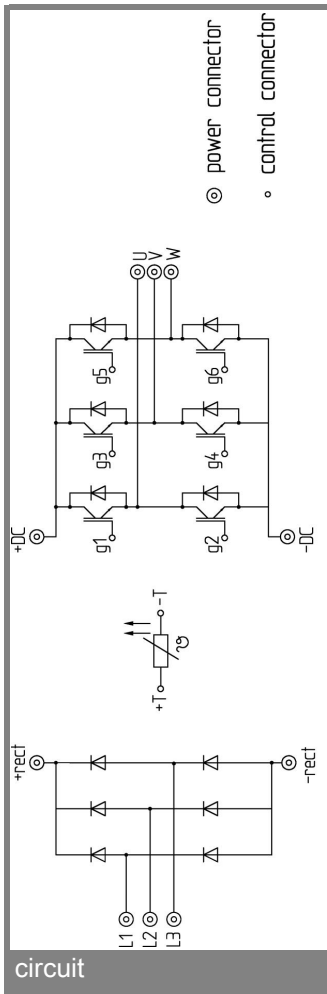 power connector
control connector
U
V
W
g5
g6
g3
g4
g1
g2
+DC
-DC
+T
-T
ϑ
+rect
-rect
L1
L2
L3
circuit